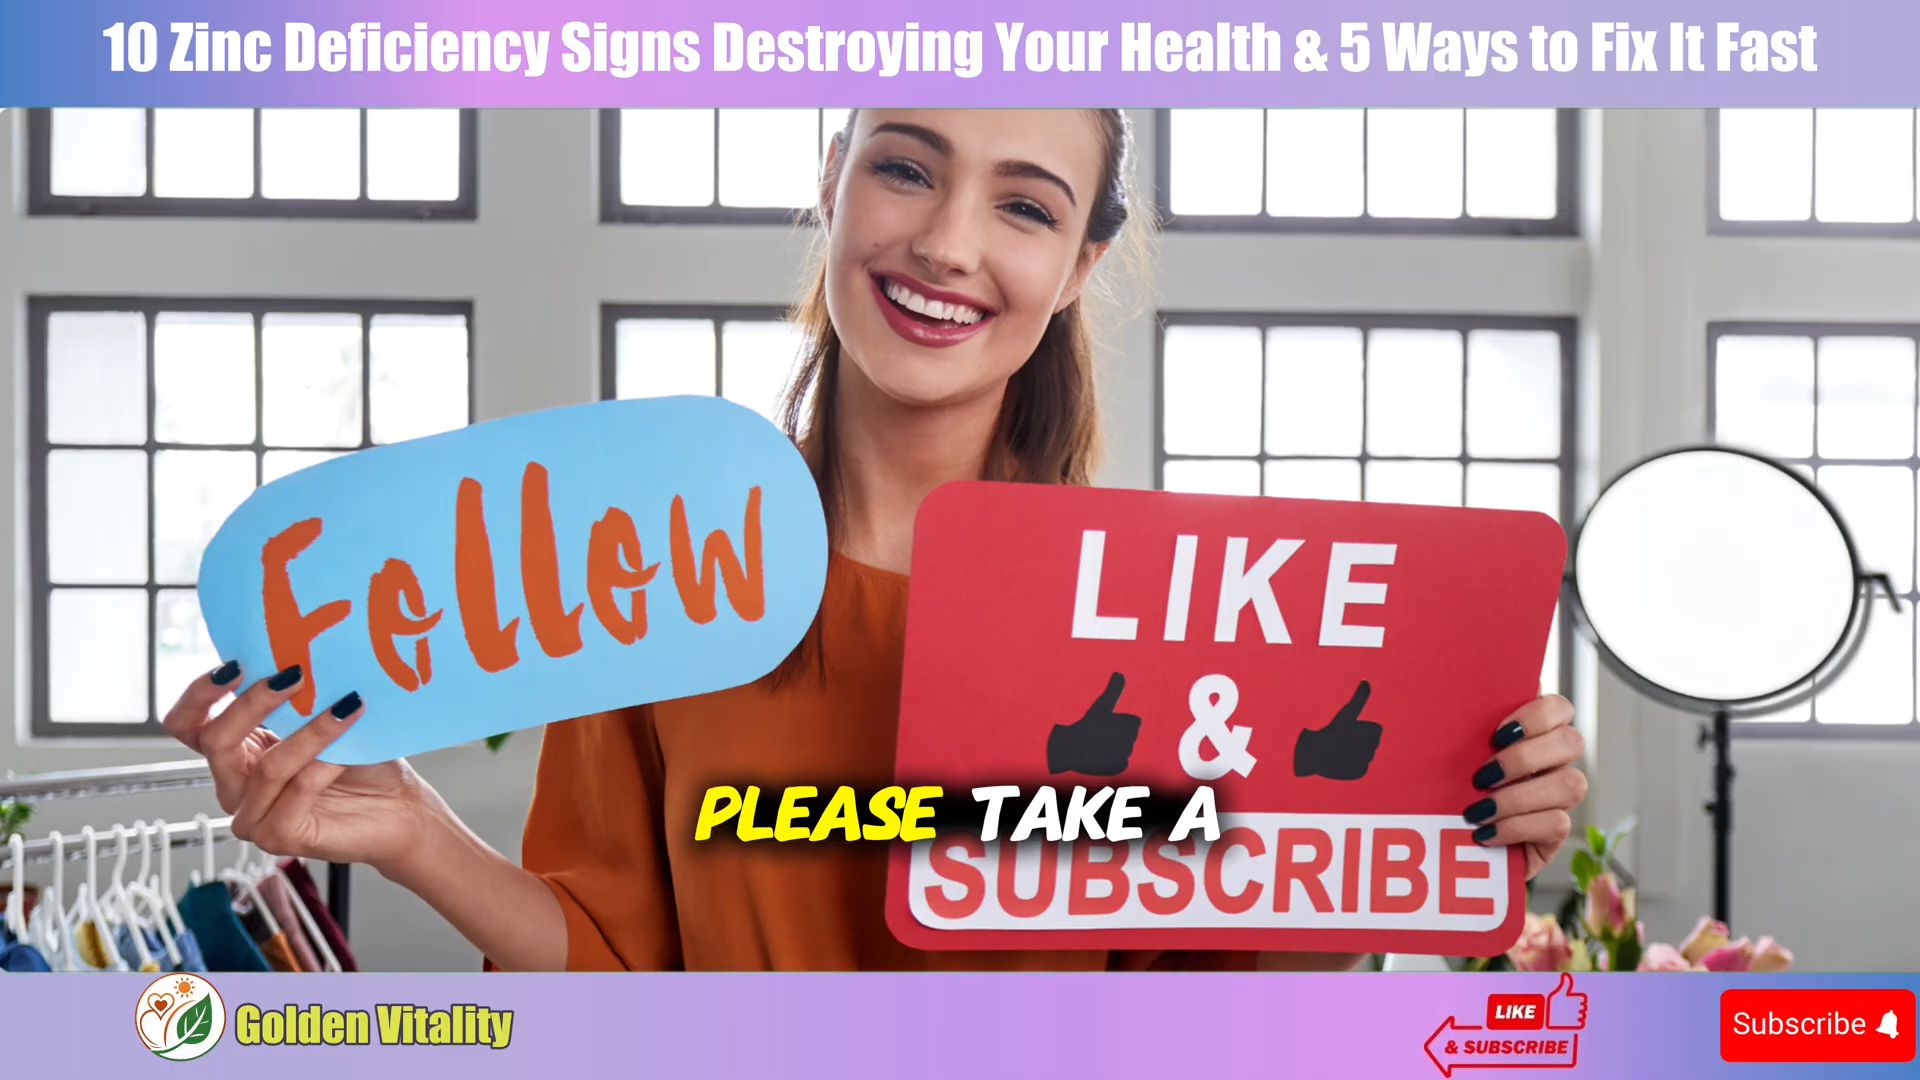 10 Zinc Deficiency Signs Destroying Your Health & 5 Ways to Fix It Fast
Follow
LIKE
&
PLEASE TAKE A
SUBSCRIBE
Golden Vitality
LIKE
& SUBSCRIBE
Subscribe